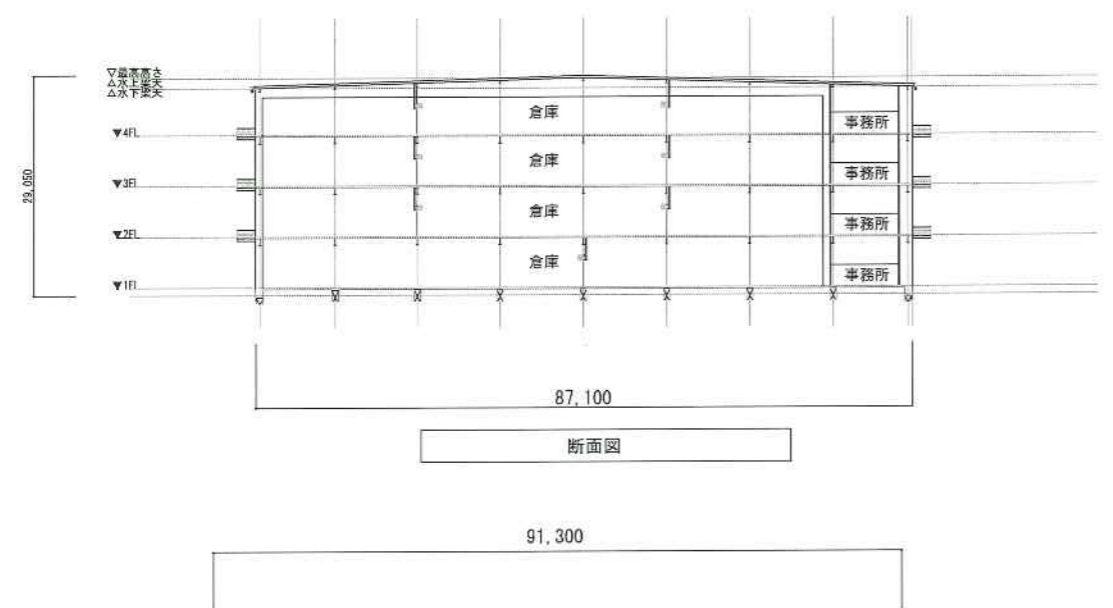 ▽最高高さ
△水上梁天
△水下梁天
倉庫
事務所
▼4FL
倉庫
事務所
▼3FL
29,050
倉庫
事務所
▼2FL
倉庫
事務所
▼1FL
87,100
断面図
91,300